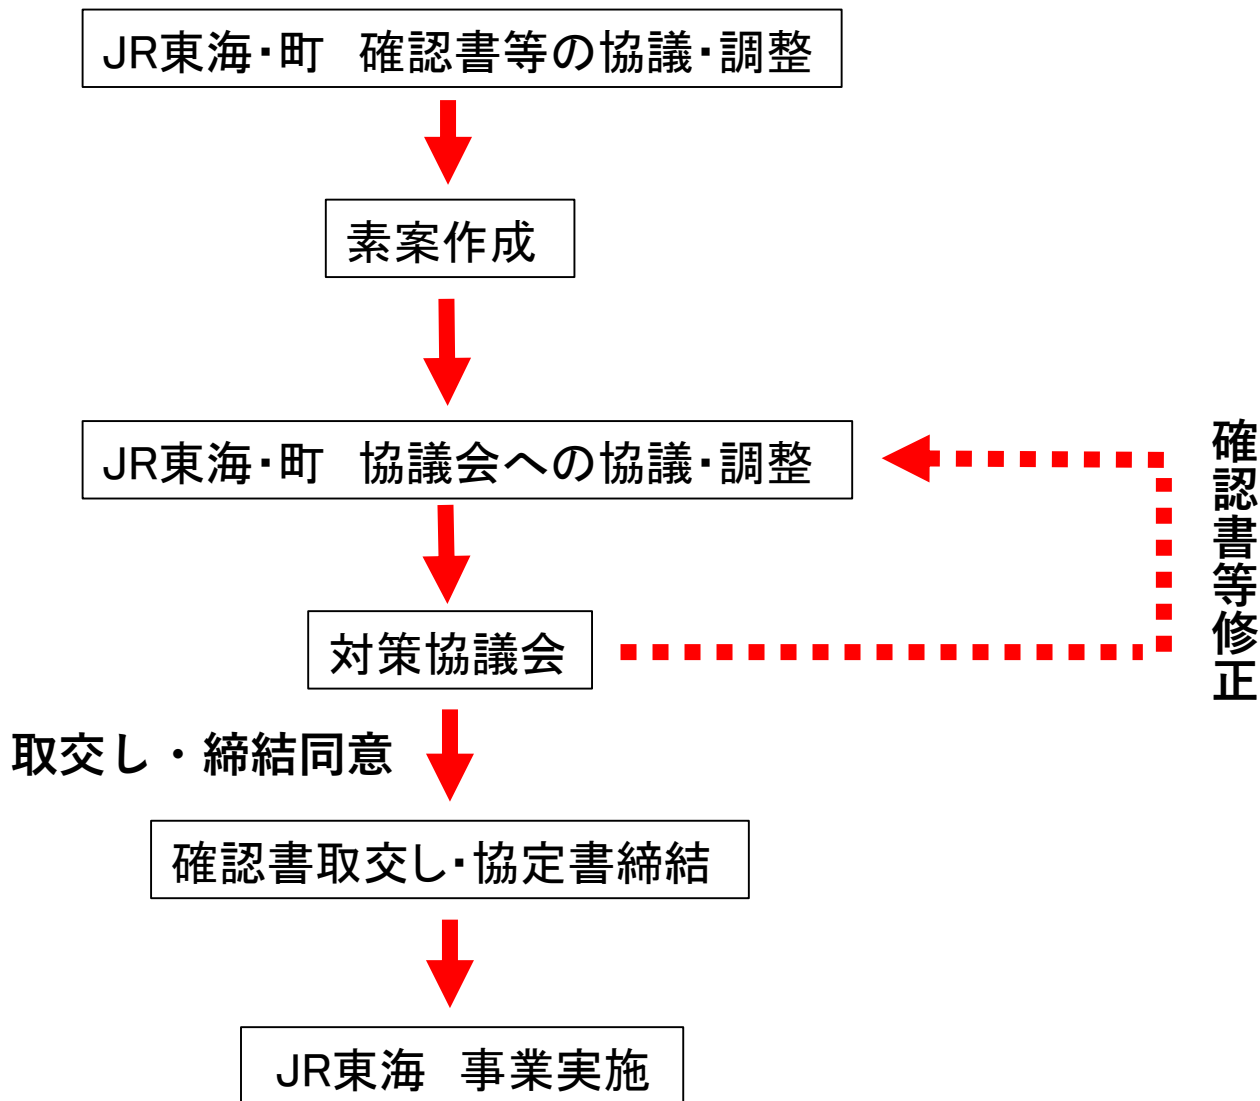 JR東海・町　確認書等の協議・調整
素案作成
JR東海・町　協議会への協議・調整
確認書等修正
対策協議会
取交し・締結同意
確認書取交し・協定書締結
JR東海　事業実施